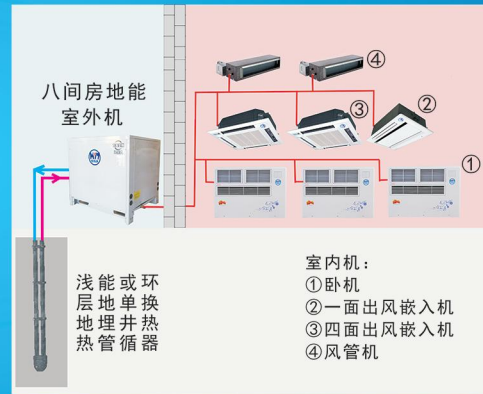 八间房地能
室外机
④
③
②
①
浅层地热
能地埋管
或单井循
环换热器
室内机：
①卧机
②一面出风嵌入机
③四面出风嵌入机
④风管机